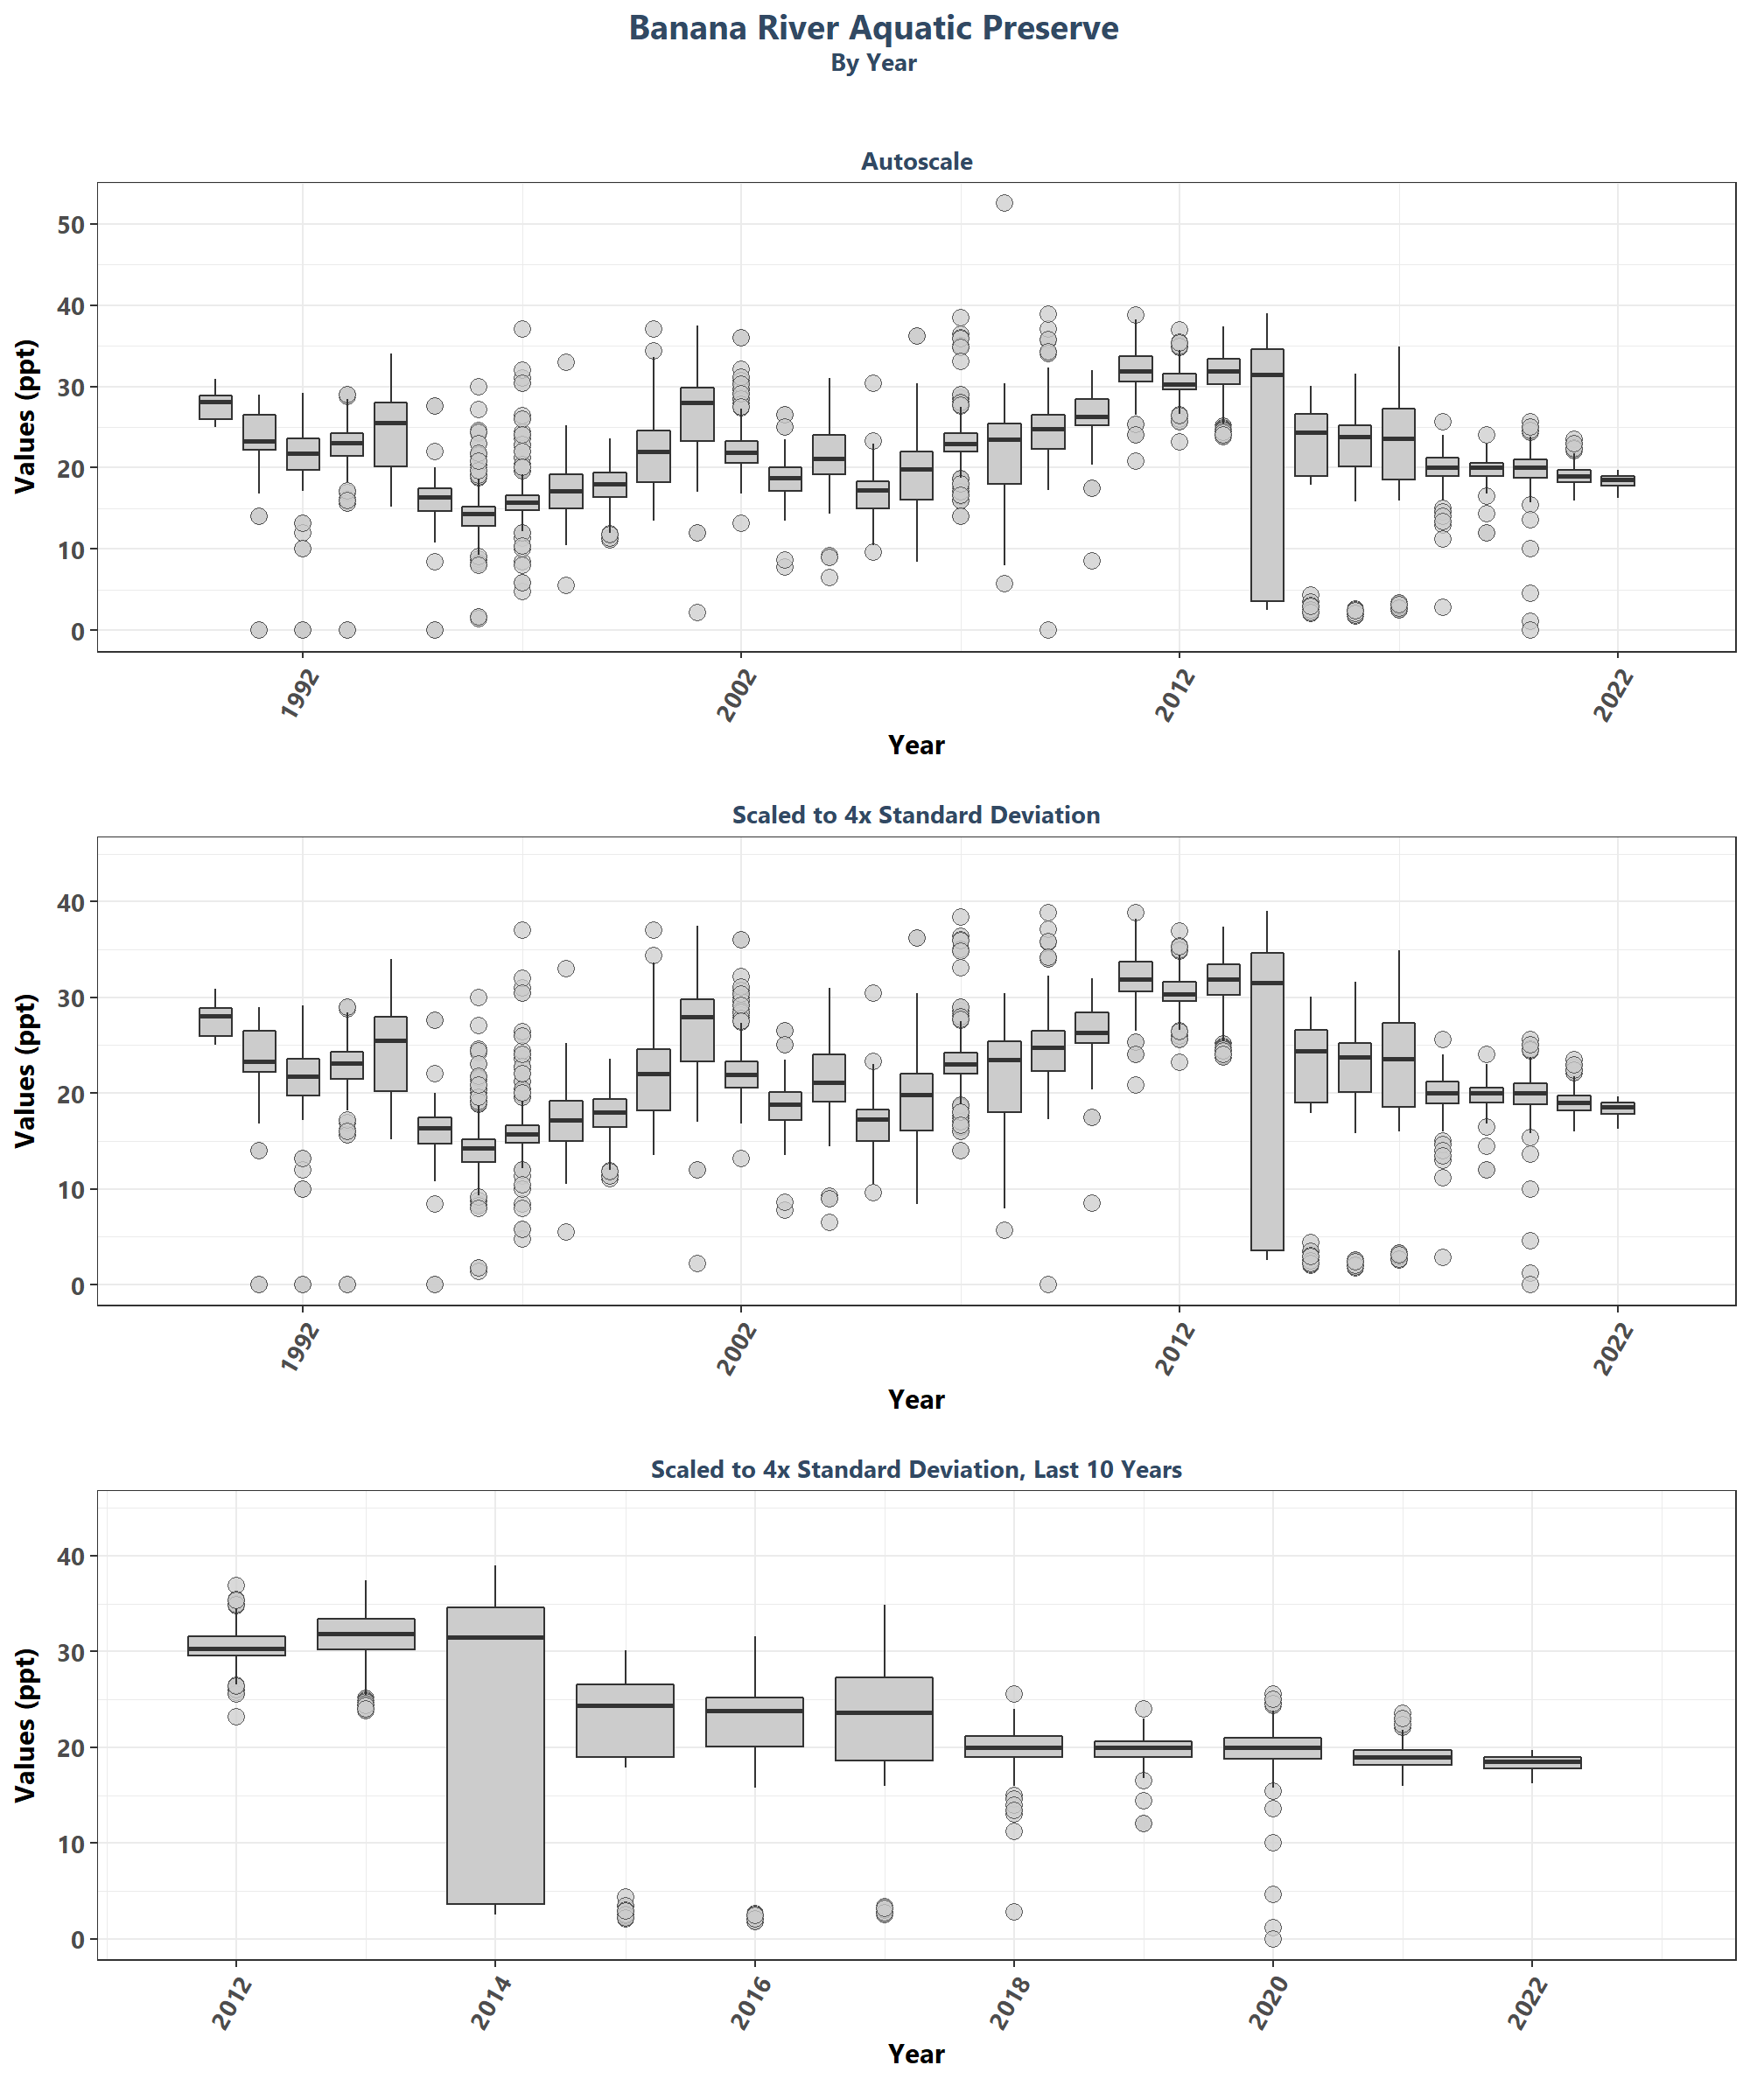 Banana River Aquatic Preserve
By Year
Autoscale
Values (ppt)
50
40
30
20
10
0
1992
2002
2012
2022
Year
Scaled to 4x Standard Deviation
Values (ppt)
40
30
20
10
0
1992
2002
2012
2022
Year
Scaled to 4x Standard Deviation, Last 10 Years
Values (ppt)
40
30
20
10
0
2012
2014
2016
2018
2020
2022
Year